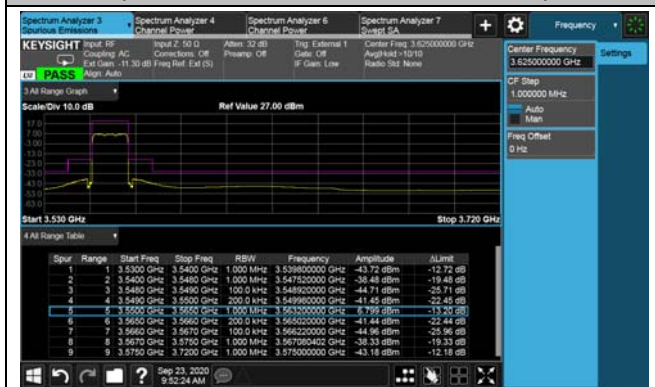 Spectrum Analyzer 3
Spurious Emissions
Spectrum Analyzer 4
Channel Power
Spectrum Analyzer 6
Channel Power
Spectrum Analyzer 7
Swept SA
Frequency
KEYSIGHT
Input: RF
Coupling: AC
Ext Gain: -11.30 dB
Align: Auto
Input Z: 50 Ω
Corrections: Off
Freq Ref: Ext (S)
Atten: 32 dB
Preamp: Off
Trig: External 1
Gate: Off
IF Gain: Low
Center Freq: 3.625000000 GHz
Avg|Hold:>10/10
Radio Std: None
LXI
PASS
Center Frequency
3.625000000 GHz
Settings
CF Step
1.000000 MHz
Auto
Man
Freq Offset
0 Hz
3 All Range Graph
Scale/Div 10.0 dB
Ref Value 27.00 dBm
17.0
7.00
-3.00
-13.0
-23.0
-33.0
-43.0
-53.0
-63.0
Start 3.530 GHz
Stop 3.720 GHz
4 All Range Table
Spur Range Start Freq Stop Freq RBW Frequency Amplitude ΔLimit
1 1 3.5300 GHz 3.5400 GHz 1.000 MHz 3.539800000 GHz -43.72 dBm -12.72 dB
2 2 3.5400 GHz 3.5480 GHz 1.000 MHz 3.547520000 GHz -38.48 dBm -19.48 dB
3 3 3.5480 GHz 3.5490 GHz 100.0 kHz 3.548920000 GHz -44.71 dBm -25.71 dB
4 4 3.5490 GHz 3.5500 GHz 200.0 kHz 3.549980000 GHz -41.45 dBm -22.45 dB
5 5 3.5500 GHz 3.5650 GHz 1.000 MHz 3.563200000 GHz 6.799 dBm -13.20 dB
6 6 3.5650 GHz 3.5660 GHz 200.0 kHz 3.565020000 GHz -41.44 dBm -22.44 dB
7 7 3.5660 GHz 3.5670 GHz 100.0 kHz 3.566220000 GHz -44.96 dBm -25.96 dB
8 8 3.5670 GHz 3.5750 GHz 1.000 MHz 3.567080402 GHz -38.33 dBm -19.33 dB
9 9 3.5750 GHz 3.7200 GHz 1.000 MHz 3.575000000 GHz -43.18 dBm -12.18 dB
Sep 23, 2020
9:52:24 AM